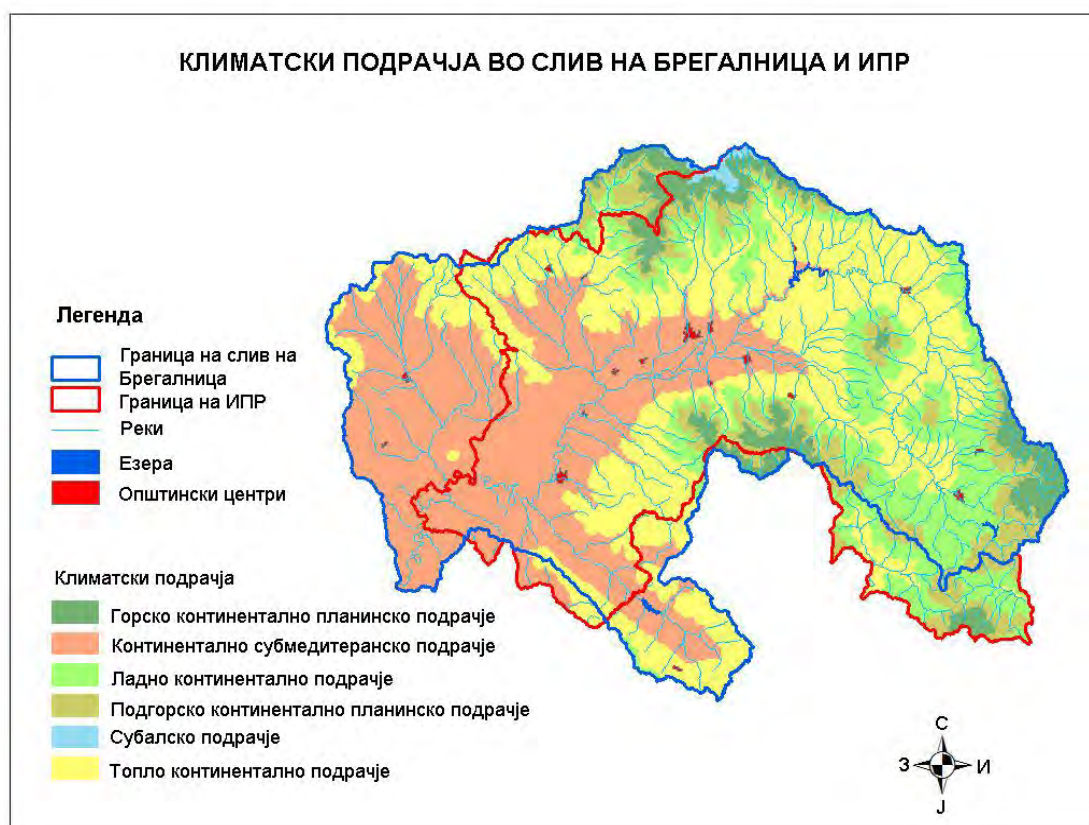 КЛИМАТСКИ ПОДРАЧЈА ВО СЛИВ НА БРЕГАЛНИЦА И ИПР
Легенда
Граница на слив на
Брегалница
Граница на ИПР
Реки
Езера
Општински центри
Климатски подрачја
Горско континентално планинско подрачје
Континентално субмедитеранско подрачје
Ладно континентално подрачје
Подгорско континентално планинско подрачје
Субалско подрачје
Топло континентално подрачје
С
З И
Ј